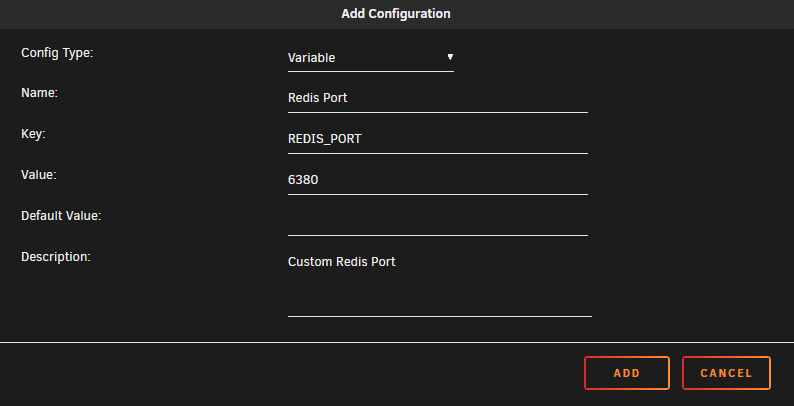 Add Configuration
Config Type: Variable ▼
Name: Redis Port
Key: REDIS_PORT
Value: 6380
Default Value:
Description: Custom Redis Port
ADD CANCEL